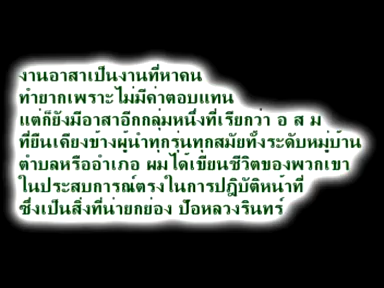 งานอาสาเป็นงานที่หาคน
ทำยากเพราะไม่มีค่าตอบแทน
แต่ก็ยังมีอาสาอีกกลุ่มหนึ่งที่เรียกว่า อ ส ม
ที่ยืนเคียงข้างผู้นำทุกรุ่นทุกสมัยทั้งระดับหมู่บ้าน
ตำบลหรืออำเภอ ผมได้เขียนชีวิตของพวกเขา
ในประสบการณ์ตรงในการปฎิบัติหน้าที่
ซึ่งเป็นสิ่งที่น่ายกย่อง ป้อหลวงรินทร์